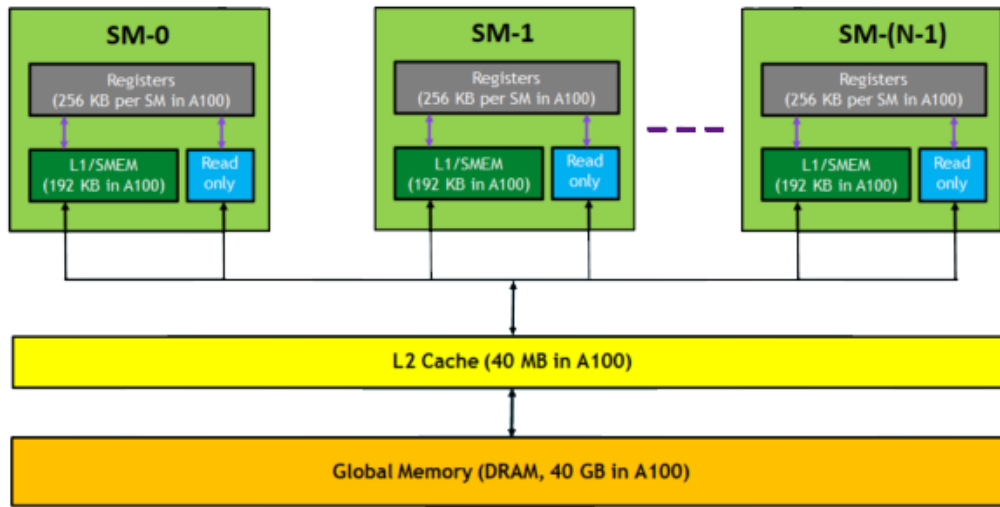 SM-0
Registers
(256 KB per SM in A100)
L1/SMEM
(192 KB in A100)
Read
only
SM-1
Registers
(256 KB per SM in A100)
L1/SMEM
(192 KB in A100)
Read
only
SM-(N-1)
Registers
(256 KB per SM in A100)
L1/SMEM
(192 KB in A100)
Read
only
L2 Cache (40 MB in A100)
Global Memory (DRAM, 40 GB in A100)